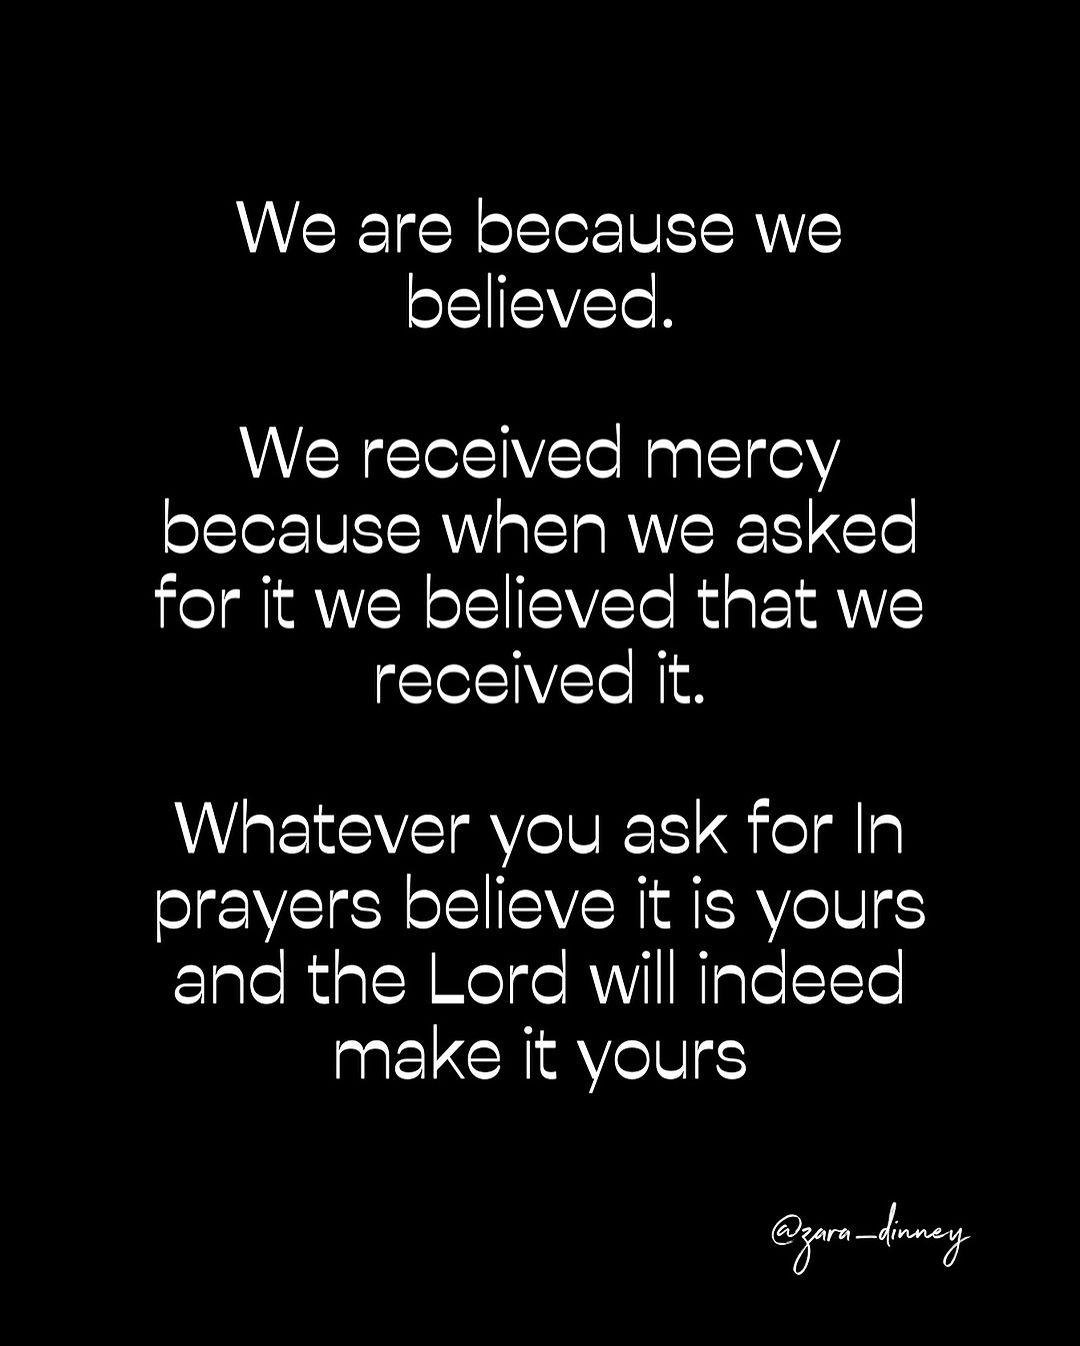 We are because we
believed.
We received mercy
because when we asked
for it we believed that we
received it.
Whatever you ask for In
prayers believe it is yours
and the Lord will indeed
make it yours
@zara_dinney